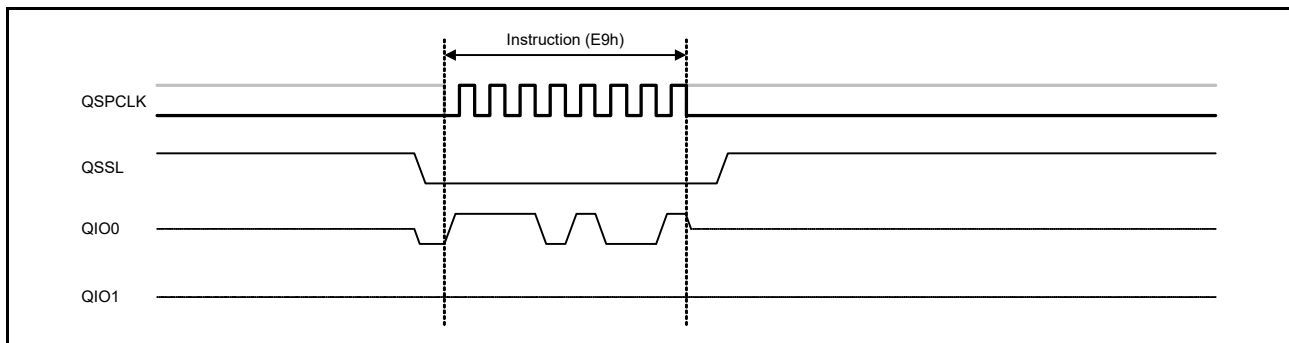 Instruction (E9h)
QSPCLK
QSSL
QIO0
QIO1